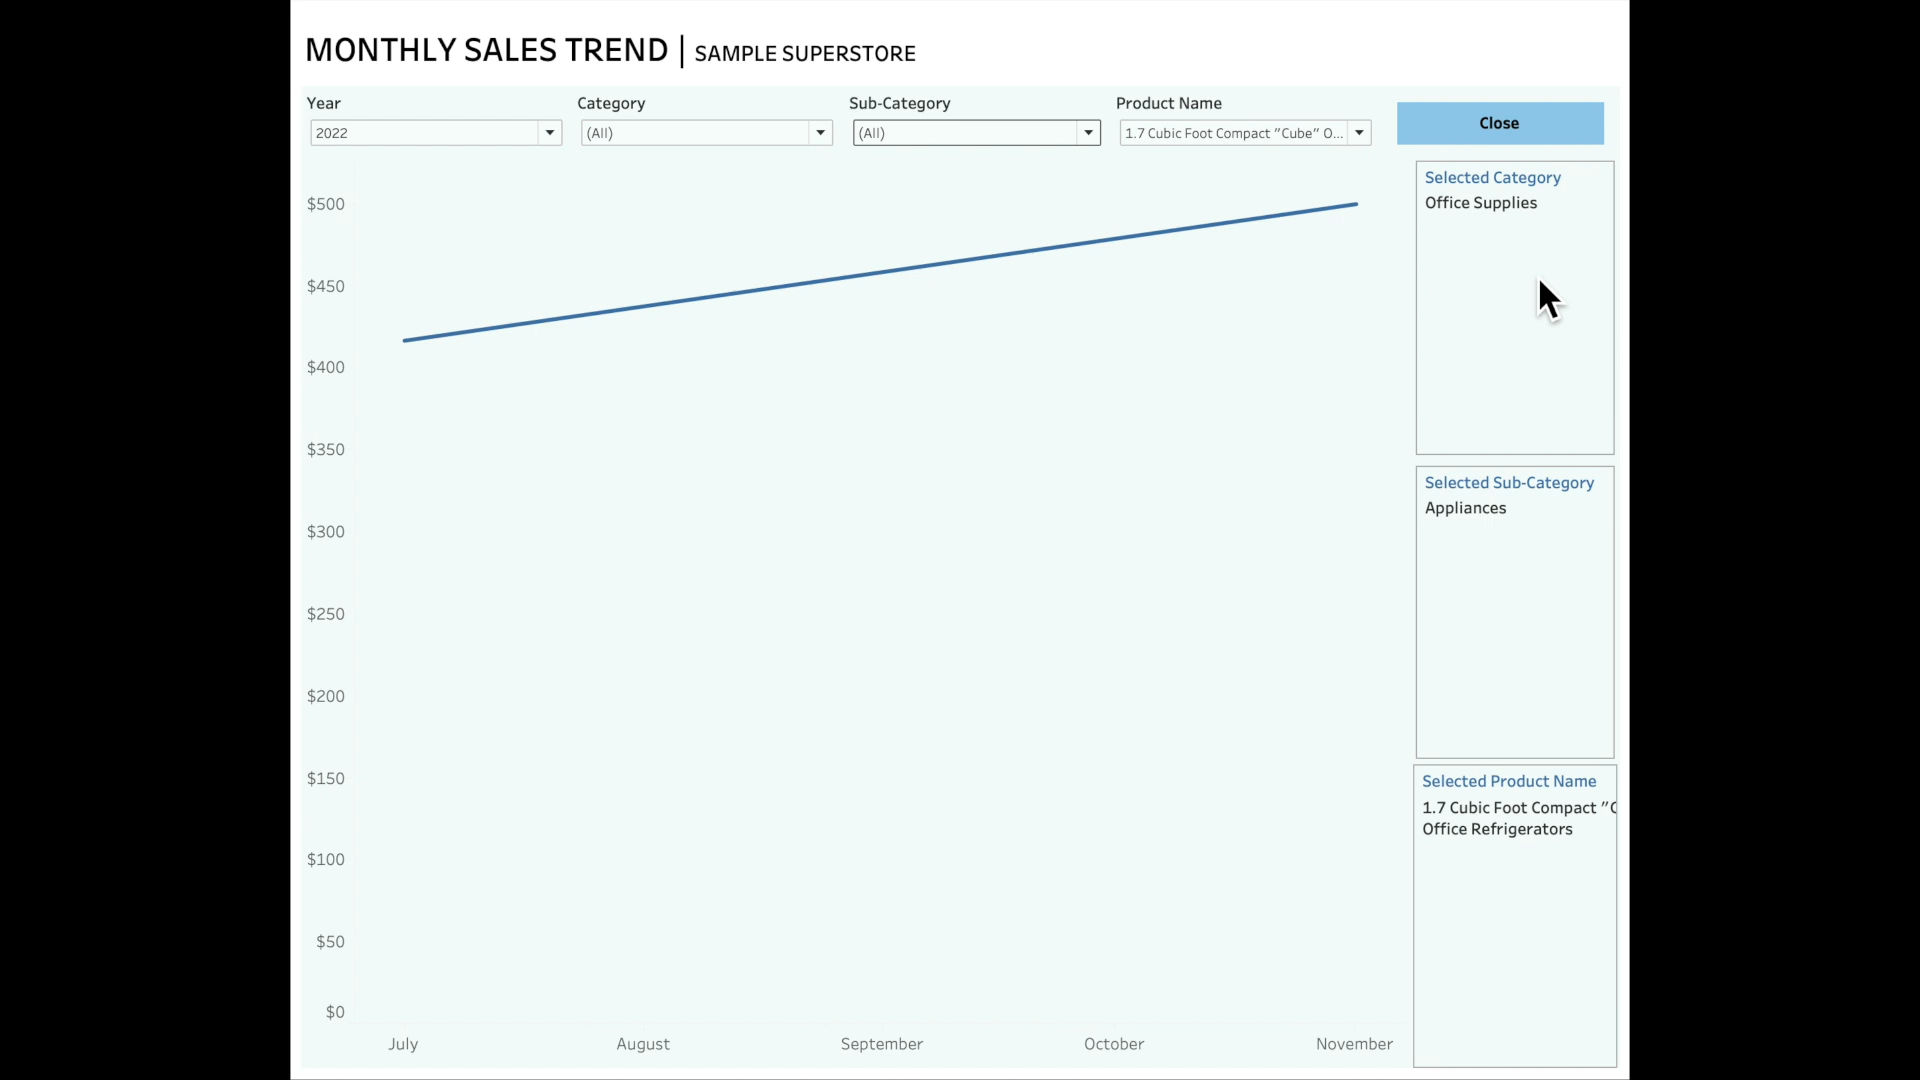 MONTHLY SALES TREND | SAMPLE SUPERSTORE
Year Category Sub-Category Product Name
2022 (All) (All) 1.7 Cubic Foot Compact "Cube" O... Close
Selected Category
Office Supplies
$500
$450
$400
$350
$300
$250
$200
$150
$100
$50
$0
Selected Sub-Category
Appliances
Selected Product Name
1.7 Cubic Foot Compact "C
Office Refrigerators
July August September October November